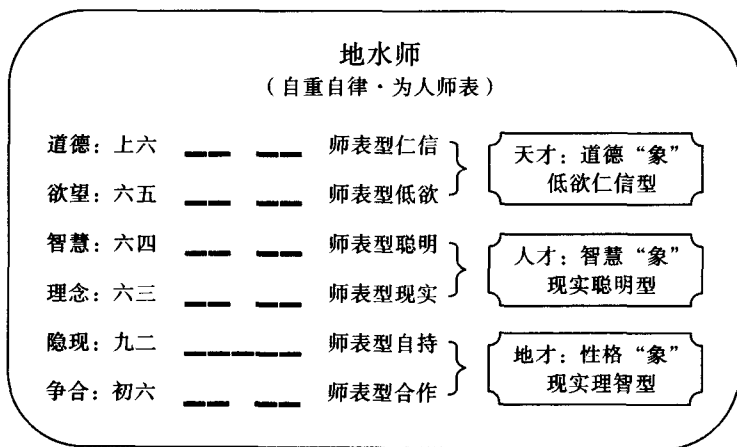 地水师
（自重自律·为人师表）
道德：上六 师表型仁信
欲望：六五 师表型低欲
天才：道德“象”
低欲仁信型
智慧：六四 师表型聪明
理念：六三 师表型现实
人才：智慧“象”
现实聪明型
隐现：九二 师表型自持
争合：初六 师表型合作
地才：性格“象”
现实理智型